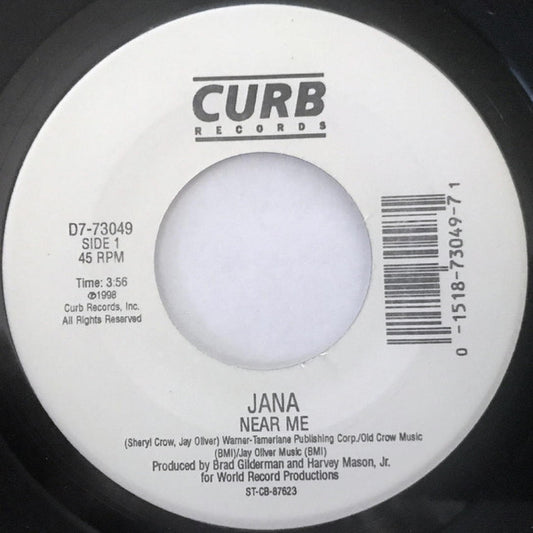 CURB
RECORDS
D7-73049
SIDE 1
45 RPM
Time: 3:56
℗1998
Curb Records, Inc.
All Rights Reserved
0 -1518-73049-7 1
JANA
NEAR ME
(Sheryl Crow, Jay Oliver) Warner-Tamerlane Publishing Corp./Old Crow Music
(BMI)/Jay Oliver Music (BMI)
Produced by Brad Gilderman and Harvey Mason, Jr.
for World Record Productions
ST-CB-87623